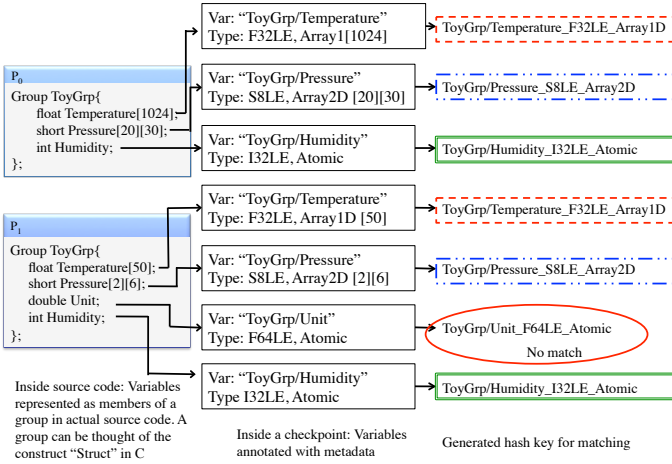 P0
Group ToyGrp{
float Temperature[1024];
short Pressure[20][30];
int Humidity;
};
P1
Group ToyGrp{
float Temperature[50];
short Pressure[2][6];
double Unit;
int Humidity;
};
Inside source code: Variables
represented as members of a
group in actual source code. A
group can be thought of the
construct “Struct” in C
Var: “ToyGrp/Temperature”
Type: F32LE, Array1[1024]
Var: “ToyGrp/Pressure”
Type: S8LE, Array2D [20][30]
Var: “ToyGrp/Humidity”
Type: I32LE, Atomic
Var: “ToyGrp/Temperature”
Type: F32LE, Array1D [50]
Var: “ToyGrp/Pressure”
Type: S8LE, Array2D [2][6]
Var: “ToyGrp/Unit”
Type: F64LE, Atomic
Var: “ToyGrp/Humidity”
Type I32LE, Atomic
Inside a checkpoint: Variables
annotated with metadata
ToyGrp/Temperature_F32LE_Array1D
ToyGrp/Pressure_S8LE_Array2D
ToyGrp/Humidity_I32LE_Atomic
ToyGrp/Temperature_F32LE_Array1D
ToyGrp/Pressure_S8LE_Array2D
ToyGrp/Unit_F64LE_Atomic
No match
ToyGrp/Humidity_I32LE_Atomic
Generated hash key for matching